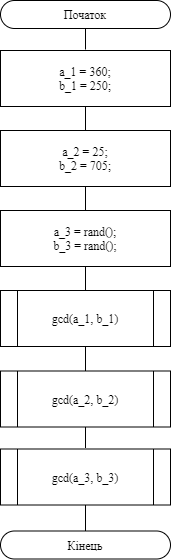 Початок
a_1 = 360;
b_1 = 250;
a_2 = 25;
b_2 = 705;
a_3 = rand();
b_3 = rand();
gcd(a_1, b_1)
gcd(a_2, b_2)
gcd(a_3, b_3)
Кінець